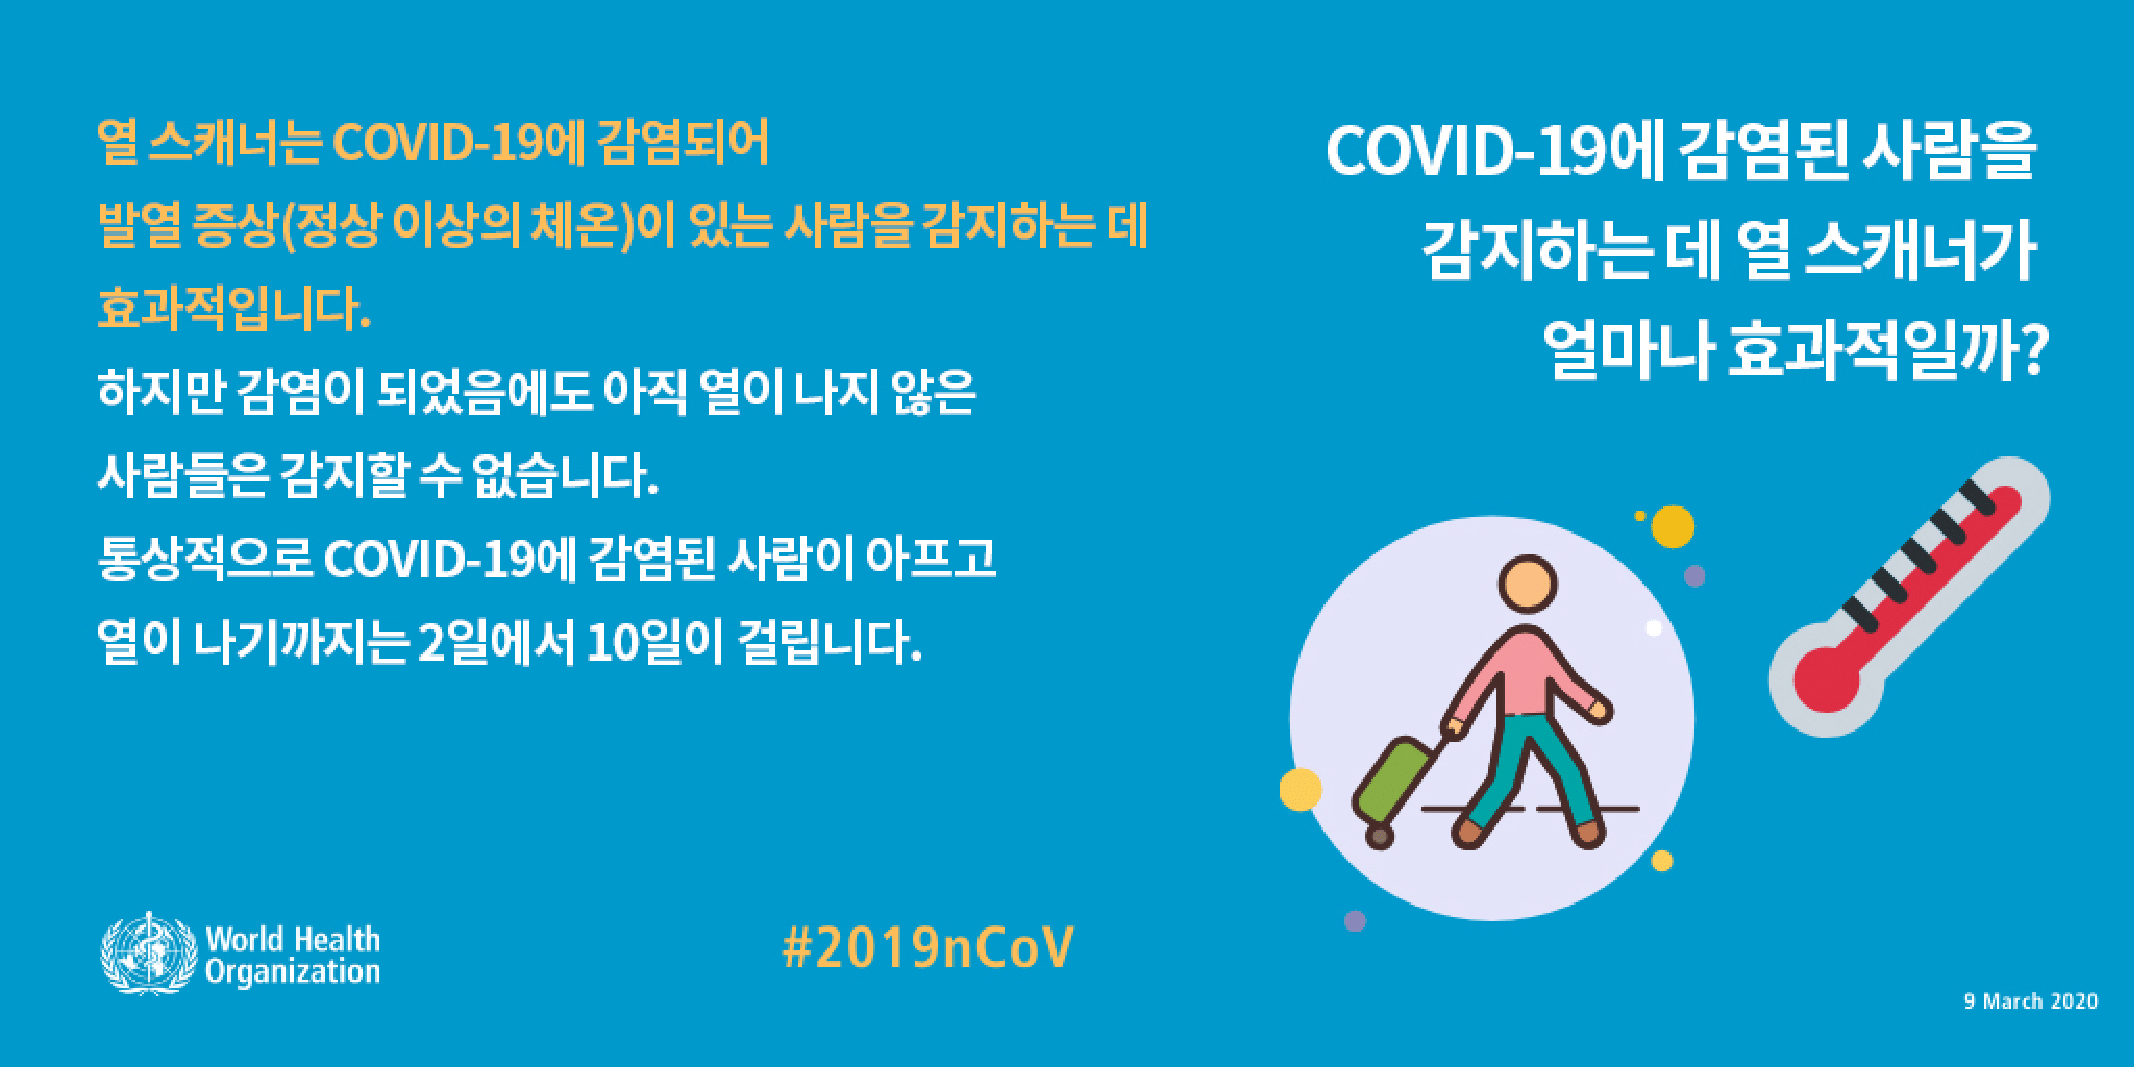 열 스캐너는 COVID-19에 감염되어
발열 증상(정상 이상의 체온)이 있는 사람을 감지하는 데
효과적입니다.
하지만 감염이 되었음에도 아직 열이 나지 않은
사람들은 감지할 수 없습니다.
통상적으로 COVID-19에 감염된 사람이 아프고
열이 나기까지는 2일에서 10일이 걸립니다.
COVID-19에 감염된 사람을
감지하는 데 열 스캐너가
얼마나 효과적일까?
World Health
Organization
#2019nCoV
9 March 2020